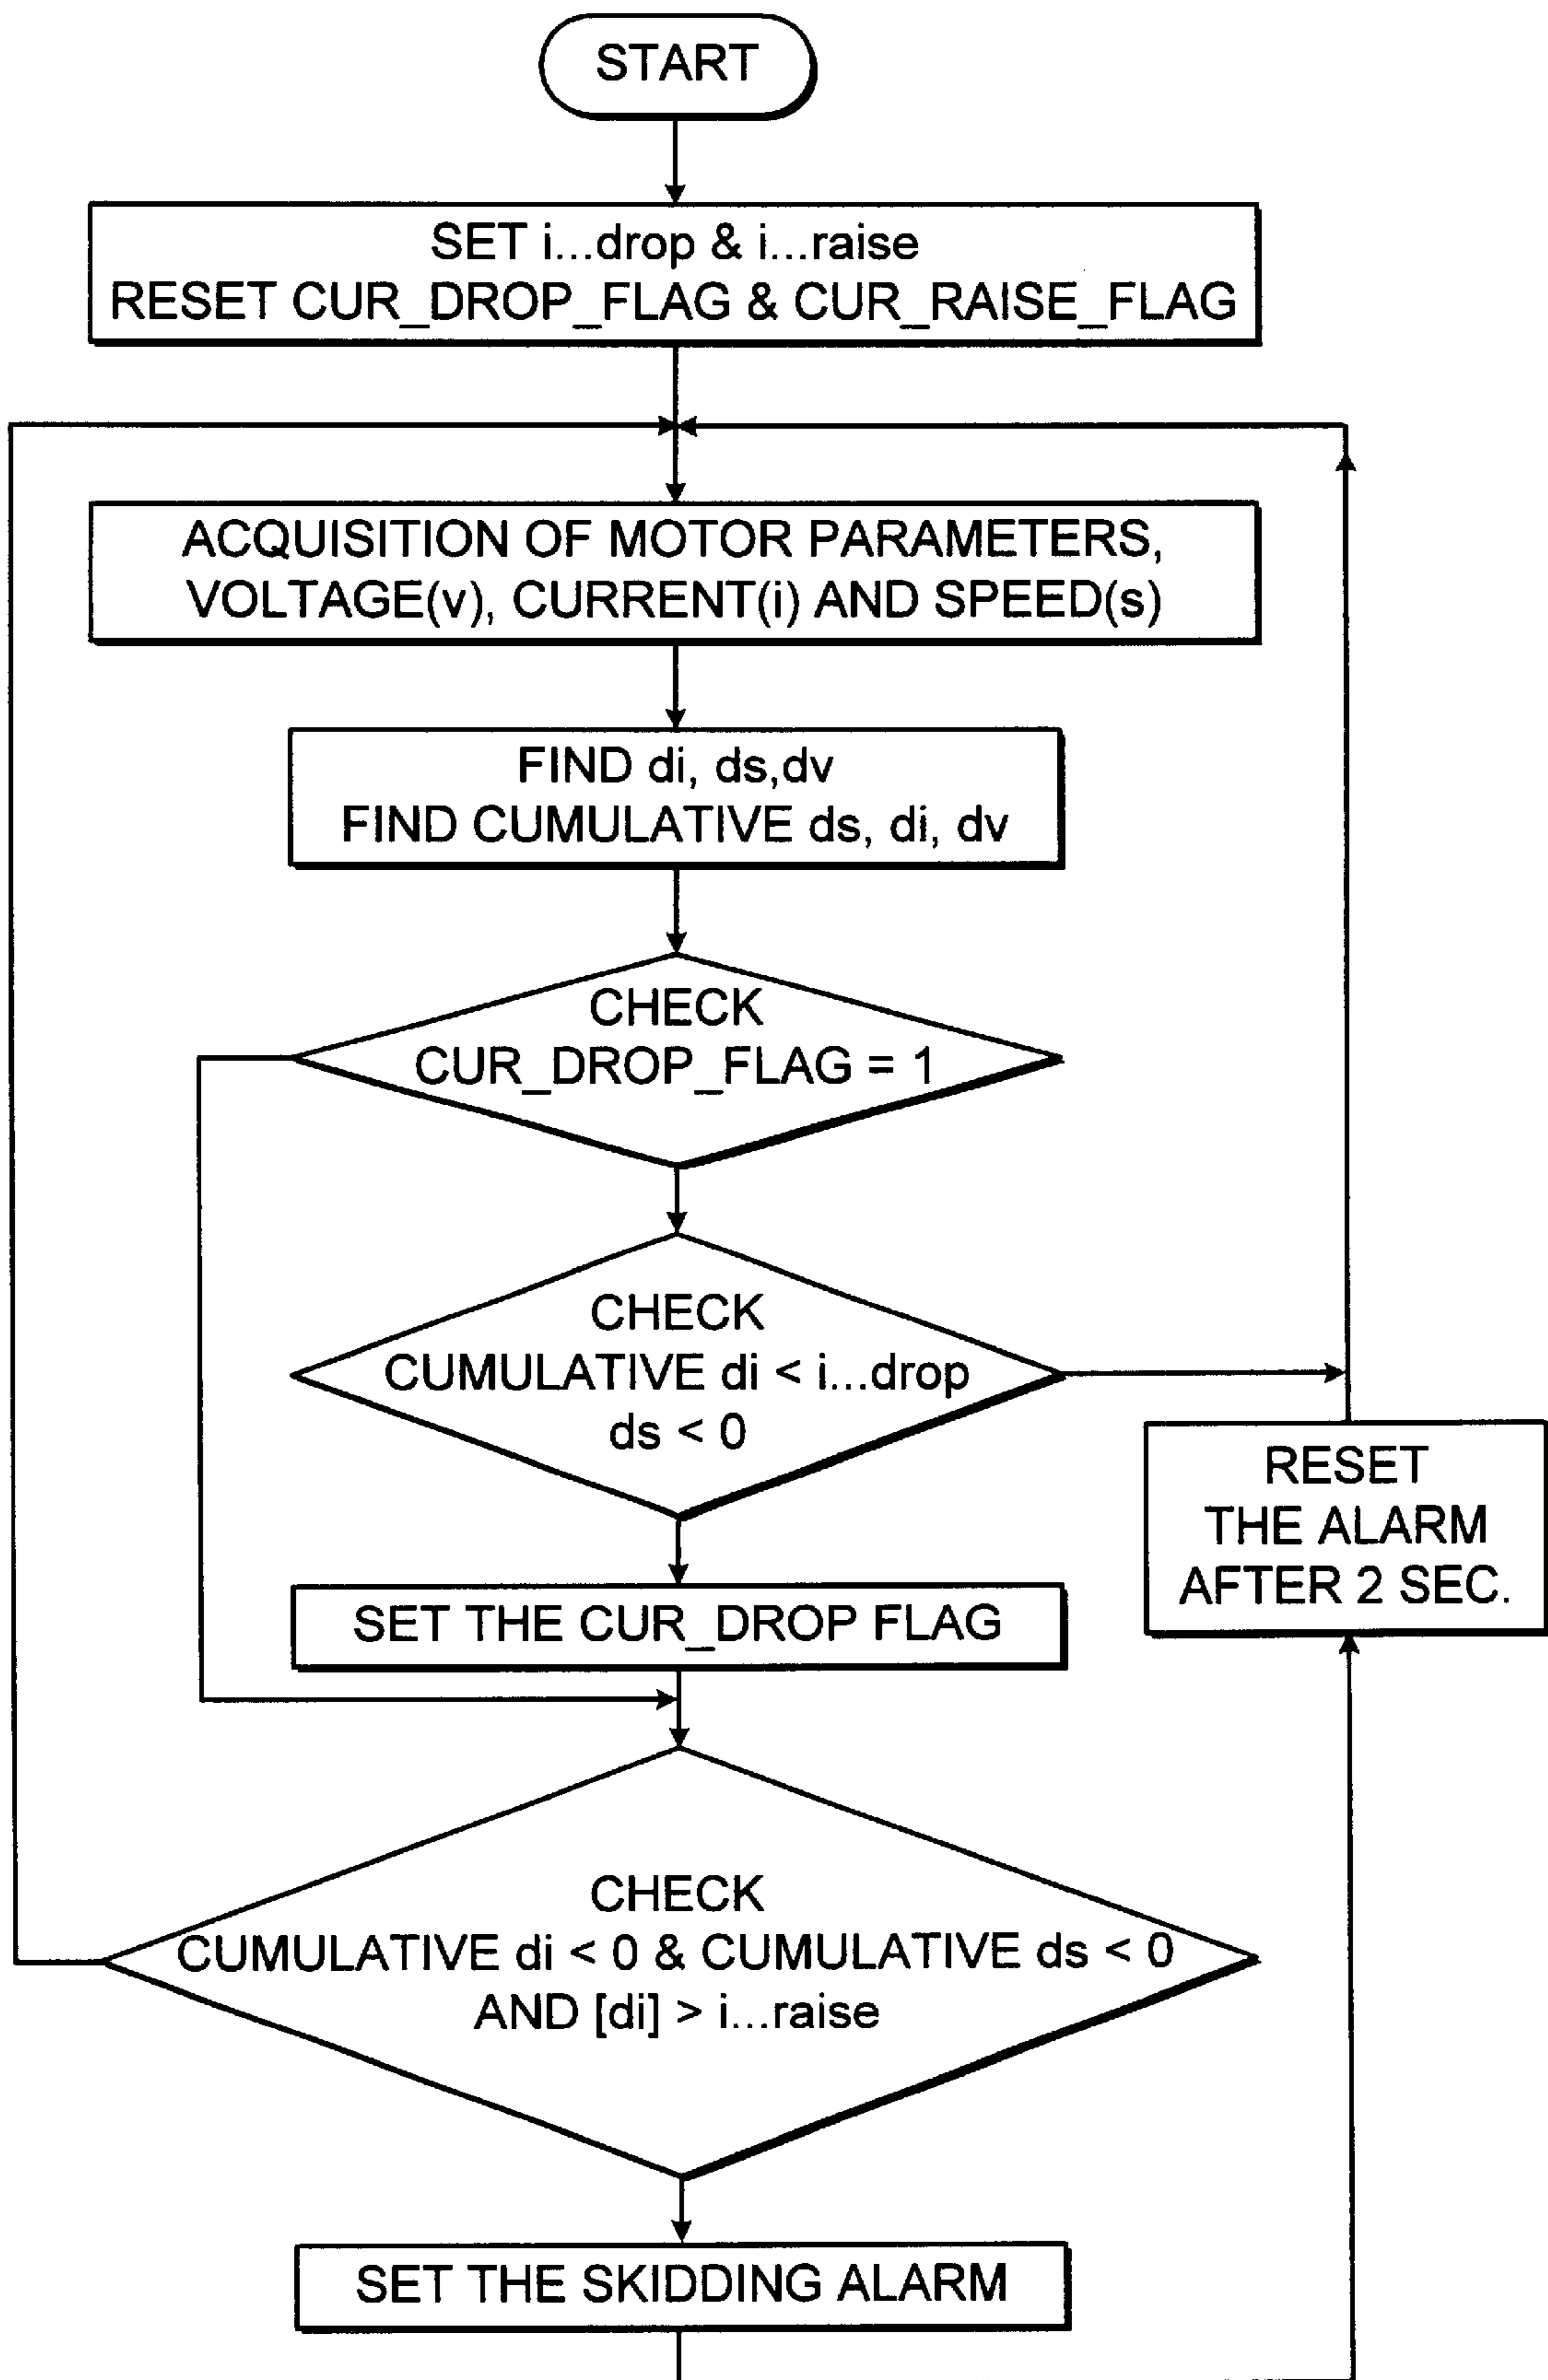 START
SET i...drop & i...raise
RESET CUR_DROP_FLAG & CUR_RAISE_FLAG
ACQUISITION OF MOTOR PARAMETERS,
VOLTAGE(v), CURRENT(i) AND SPEED(s)
FIND di, ds,dv
FIND CUMULATIVE ds, di, dv
CHECK
CUR_DROP_FLAG = 1
CHECK
CUMULATIVE di < i...drop
ds < 0
RESET
THE ALARM
AFTER 2 SEC.
SET THE CUR_DROP FLAG
CHECK
CUMULATIVE di < 0 & CUMULATIVE ds < 0
AND [di] > i...raise
SET THE SKIDDING ALARM